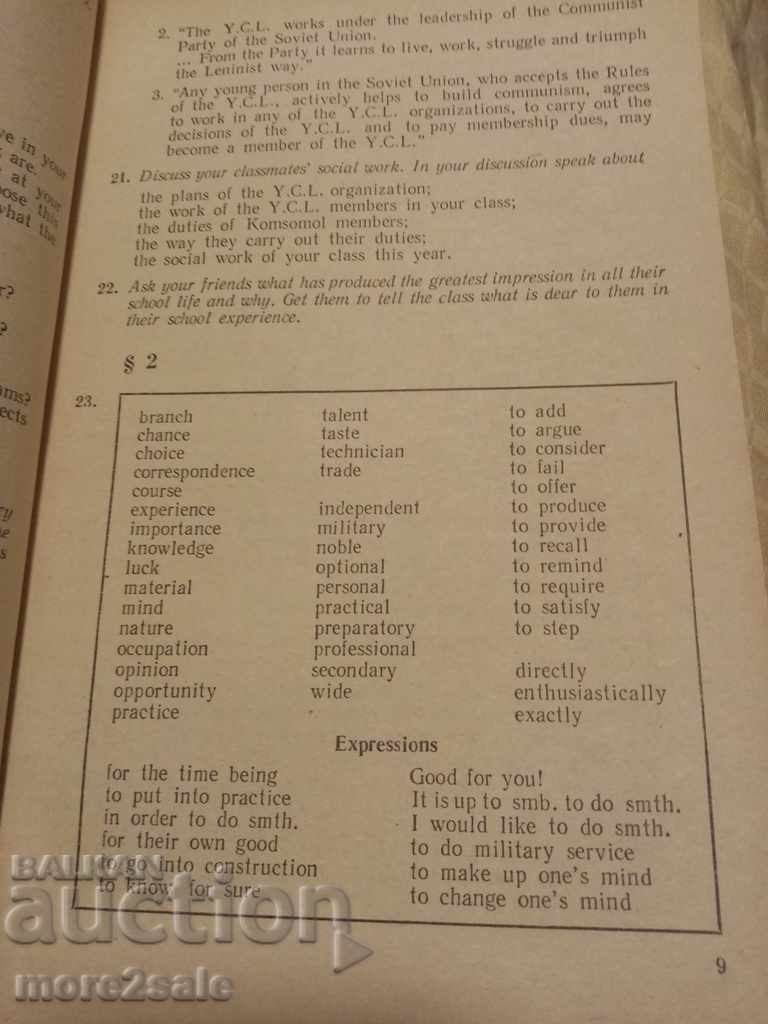 2. "The Y.C.L. works under the leadership of the Communist
Party of the Soviet Union.
... From the Party it learns to live, work, struggle and triumph
the Leninist way."
3. "Any young person in the Soviet Union, who accepts the Rules
of the Y.C.L., actively helps to build communism, agrees
to work in any of the Y.C.L. organizations, to carry out the
decisions of the Y.C.L. and to pay membership dues, may
become a member of the Y.C.L."
21. Discuss your classmates' social work. In your discussion speak about
the plans of the Y.C.L. organization;
the work of the Y.C.L. members in your class;
the duties of Komsomol members;
the way they carry out their duties;
the social work of your class this year.
22. Ask your friends what has produced the greatest impression in all their
school life and why. Get them to tell the class what is dear to them in
their school experience.
§ 2
23.
branch
chance
choice
correspondence
course
experience
importance
knowledge
luck
material
mind
nature
occupation
opinion
opportunity
practice
talent
taste
technician
trade
independent
military
noble
optional
personal
practical
preparatory
professional
secondary
wide
to add
to argue
to consider
to fail
to offer
to produce
to provide
to recall
to remind
to require
to satisfy
to step
directly
enthusiastically
exactly
Expressions
for the time being
to put into practice
in order to do smth.
for their own good
to go into construction
to know for sure
Good for you!
It is up to smb. to do smth.
I would like to do smth.
to do military service
to make up one's mind
to change one's mind
9
in your
are.
at your
this
what the
BALKAN
auction
more2sale